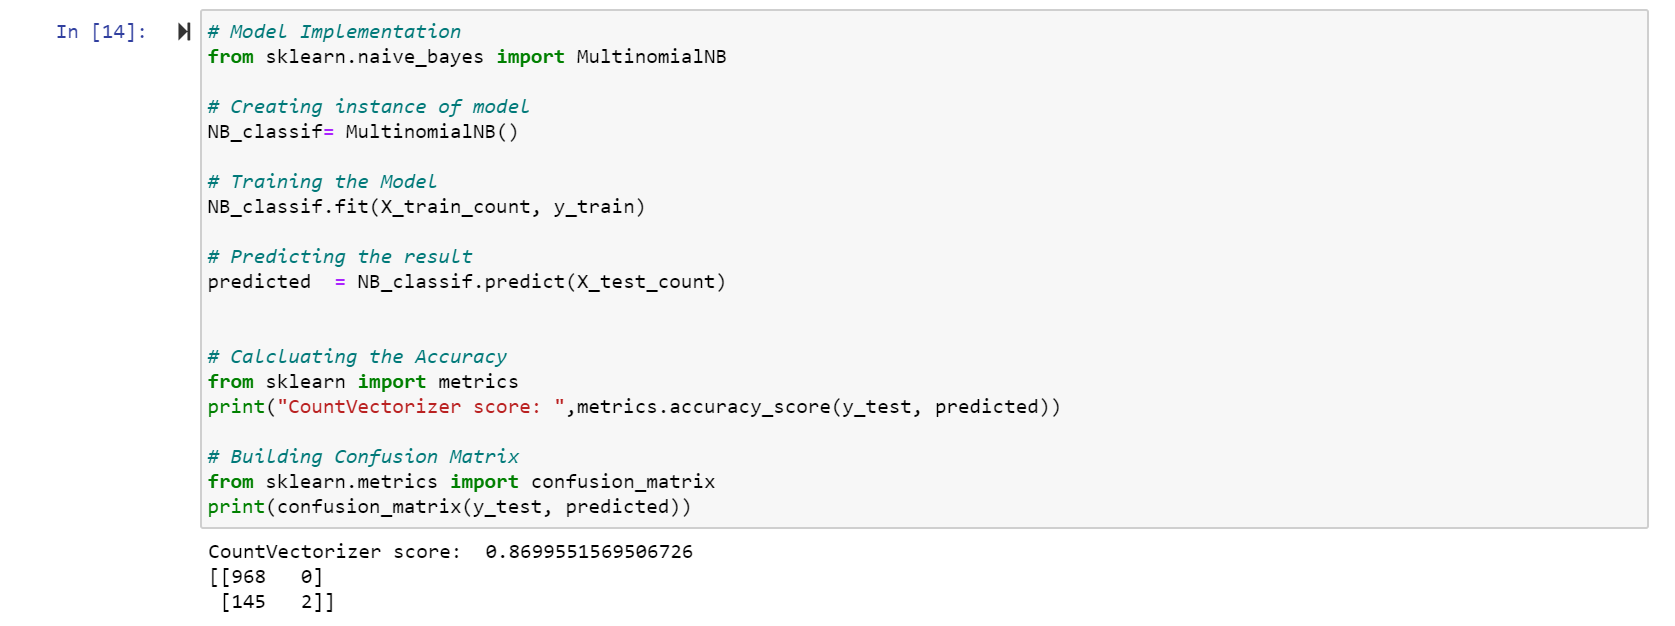 In [14]:
# Model Implementation
from sklearn.naive_bayes import MultinomialNB
# Creating instance of model
NB_classif= MultinomialNB()
# Training the Model
NB_classif.fit(X_train_count, y_train)
# Predicting the result
predicted  = NB_classif.predict(X_test_count)
# Calcluating the Accuracy
from sklearn import metrics
print("CountVectorizer score: ",metrics.accuracy_score(y_test, predicted))
# Building Confusion Matrix
from sklearn.metrics import confusion_matrix
print(confusion_matrix(y_test, predicted))
CountVectorizer score:  0.8699551569506726
[[968   0]
 [145   2]]